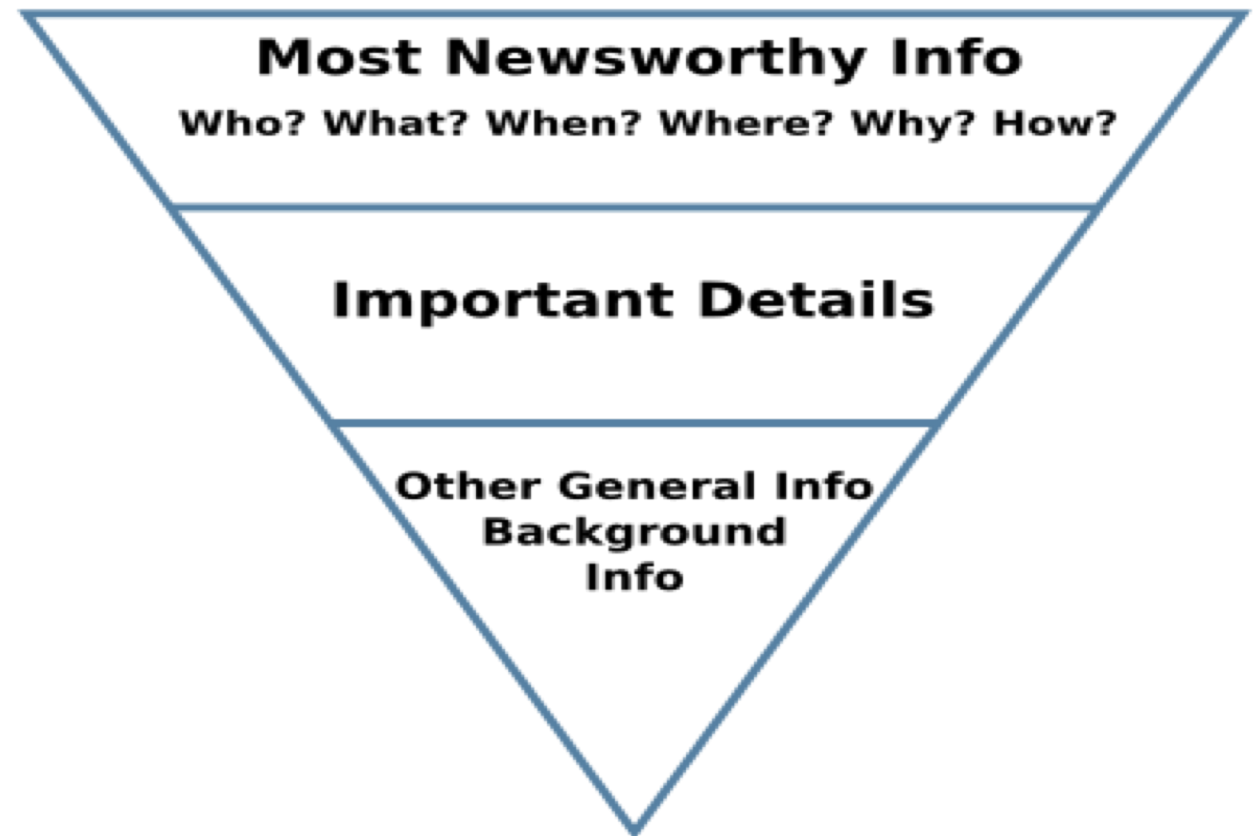 Most Newsworthy Info
Who? What? When? Where? Why? How?
Important Details
Other General Info
Background
Info